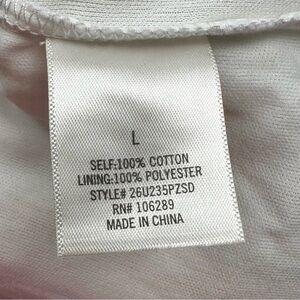 L
SELF:100% COTTON
LINING:100% POLYESTER
STYLE# 26U235PZSD
RN# 106289
MADE IN CHINA